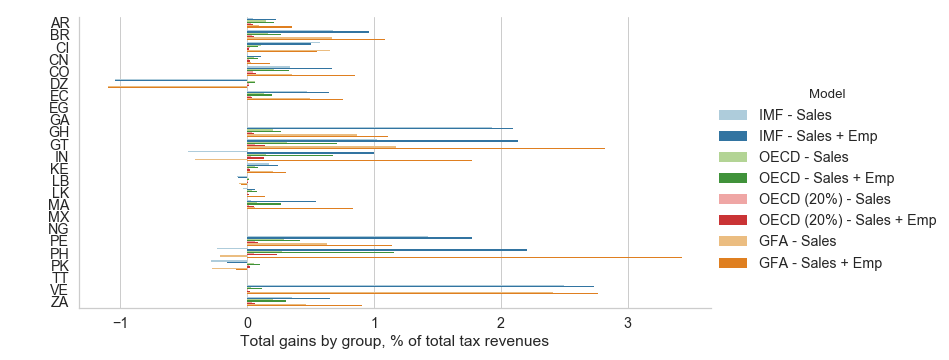 AR
BR
CI
CN
CO
DZ
EC
EG
GA
GH
GT
IN
KE
LB
LK
MA
MX
NG
PE
PH
PK
TT
VE
ZA
−1 0 1 2 3
Total gains by group, % of total tax revenues
Model
IMF - Sales
IMF - Sales + Emp
OECD - Sales
OECD - Sales + Emp
OECD (20%) - Sales
OECD (20%) - Sales + Emp
GFA - Sales
GFA - Sales + Emp